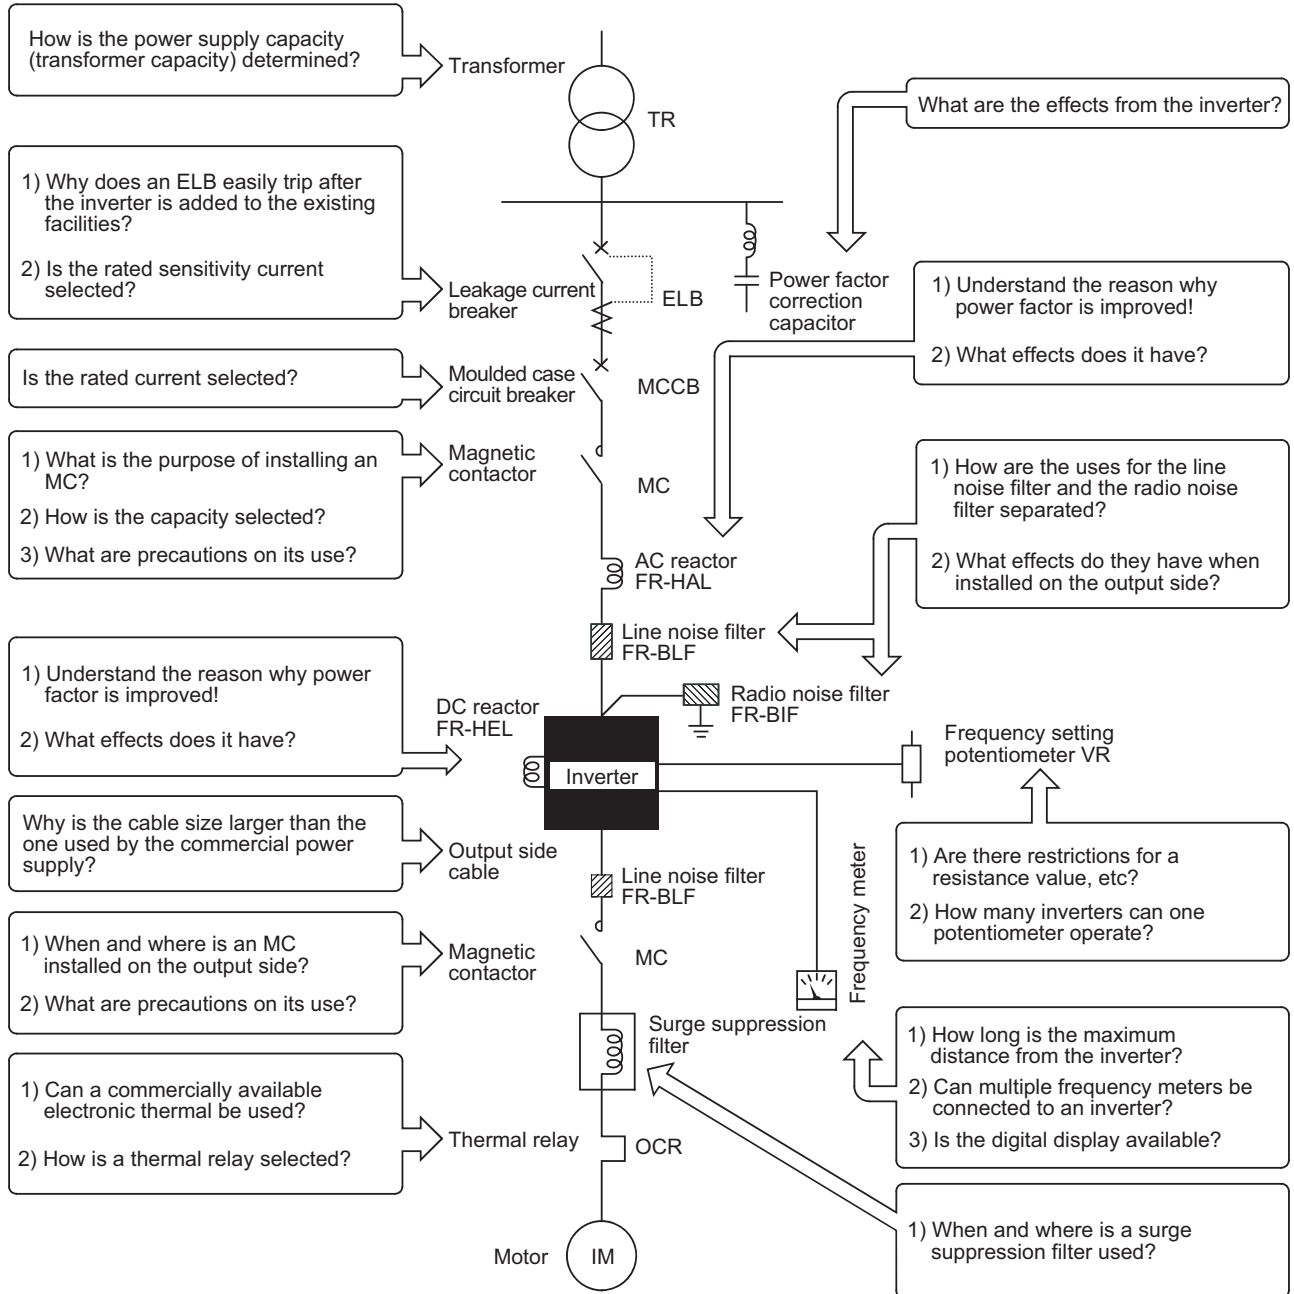 How is the power supply capacity
(transformer capacity) determined?
Transformer
TR
What are the effects from the inverter?
1) Why does an ELB easily trip after
the inverter is added to the existing
facilities?
2) Is the rated sensitivity current
selected?
Leakage current
breaker
ELB
Power factor
correction
capacitor
1) Understand the reason why
power factor is improved!
2) What effects does it have?
Is the rated current selected?
Moulded case
circuit breaker
MCCB
1) What is the purpose of installing an
MC?
2) How is the capacity selected?
3) What are precautions on its use?
Magnetic
contactor
MC
1) How are the uses for the line
noise filter and the radio noise
filter separated?
2) What effects do they have when
installed on the output side?
AC reactor
FR-HAL
Line noise filter
FR-BLF
1) Understand the reason why power
factor is improved!
2) What effects does it have?
DC reactor
FR-HEL
Radio noise filter
FR-BIF
Inverter
Frequency setting
potentiometer VR
Why is the cable size larger than the
one used by the commercial power
supply?
Output side
cable
Line noise filter
FR-BLF
Frequency meter
1) Are there restrictions for a
resistance value, etc?
2) How many inverters can one
potentiometer operate?
1) When and where is an MC
installed on the output side?
2) What are precautions on its use?
Magnetic
contactor
MC
Surge suppression
filter
1) How long is the maximum
distance from the inverter?
2) Can multiple frequency meters be
connected to an inverter?
3) Is the digital display available?
1) Can a commercially available
electronic thermal be used?
2) How is a thermal relay selected?
Thermal relay
OCR
1) When and where is a surge
suppression filter used?
Motor
IM